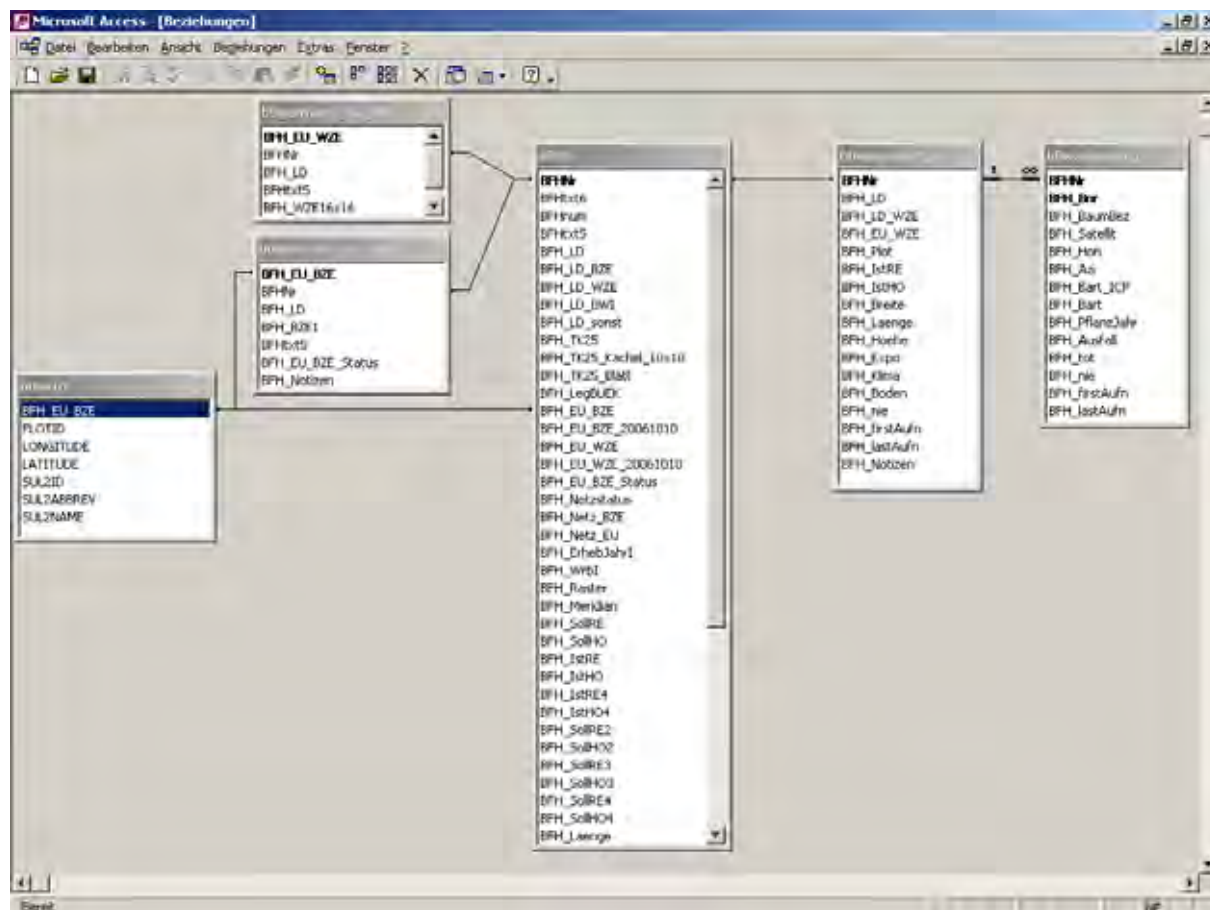 Microsoft Access - [Beziehungen]
Datei Bearbeiten Ansicht Beziehungen Extras Fenster ?
BFH_EU_WZE
BFHNr
BFH_LD
BFHtxt5
BFH_WZE16x16
BFH_EU_BZE
BFHNr
BFH_LD
BFH_BZE1
BFHtxt5
BFH_EU_BZE_Status
BFH_Notizen
BFH_EU_BZE
PLOTID
LONGITUDE
LATITUDE
SUL2ID
SUL2ABBREV
SUL2NAME
BFHNr
BFHtxt6
BFHnum
BFHtxt5
BFH_LD
BFH_LD_BZE
BFH_LD_WZE
BFH_LD_BWI
BFH_LD_sonst
BFH_TK25
BFH_TK25_Kachel_10x10
BFH_TK25_Blatt
BFH_LegBUEK
BFH_EU_BZE
BFH_EU_BZE_20061010
BFH_EU_WZE
BFH_EU_WZE_20061010
BFH_EU_BZE_Status
BFH_Netzstatus
BFH_Netz_BZE
BFH_Netz_EU
BFH_ErhebJahr1
BFH_Raster
BFH_Meridian
BFH_SollRE
BFH_SollHO
BFH_IstRE
BFH_IstHO
BFH_IstRE4
BFH_IstHO4
BFH_SollRE2
BFH_SollHO2
BFH_SollRE3
BFH_SollHO3
BFH_SollRE4
BFH_SollHO4
BFH_Laenge
BFHNr
BFH_LD
BFH_LD_WZE
BFH_EU_WZE
BFH_Plot
BFH_IstRE
BFH_IstHO
BFH_Breite
BFH_Laenge
BFH_Hoehe
BFH_Expo
BFH_Klima
BFH_Boden
BFH_nie
BFH_firstAufn
BFH_lastAufn
BFH_Notizen
1 ∞
BFHNr
BFH_Bnr
BFH_BaumBez
BFH_Satellit
BFH_Hon
BFH_Bart_ICP
BFH_Bart
BFH_PflanzJahr
BFH_Ausfall
BFH_tot
BFH_nie
BFH_firstAufn
BFH_lastAufn
Bereit
NF